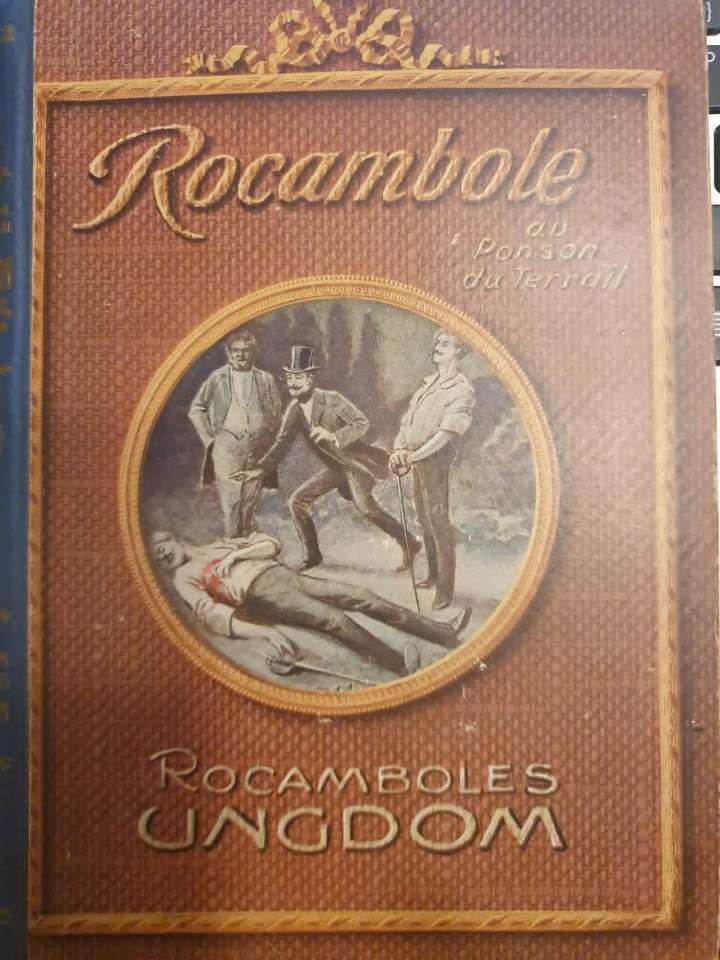 Rocambole
av
Ponson
du Terrail
ROCAMBOLES
UNGDOM